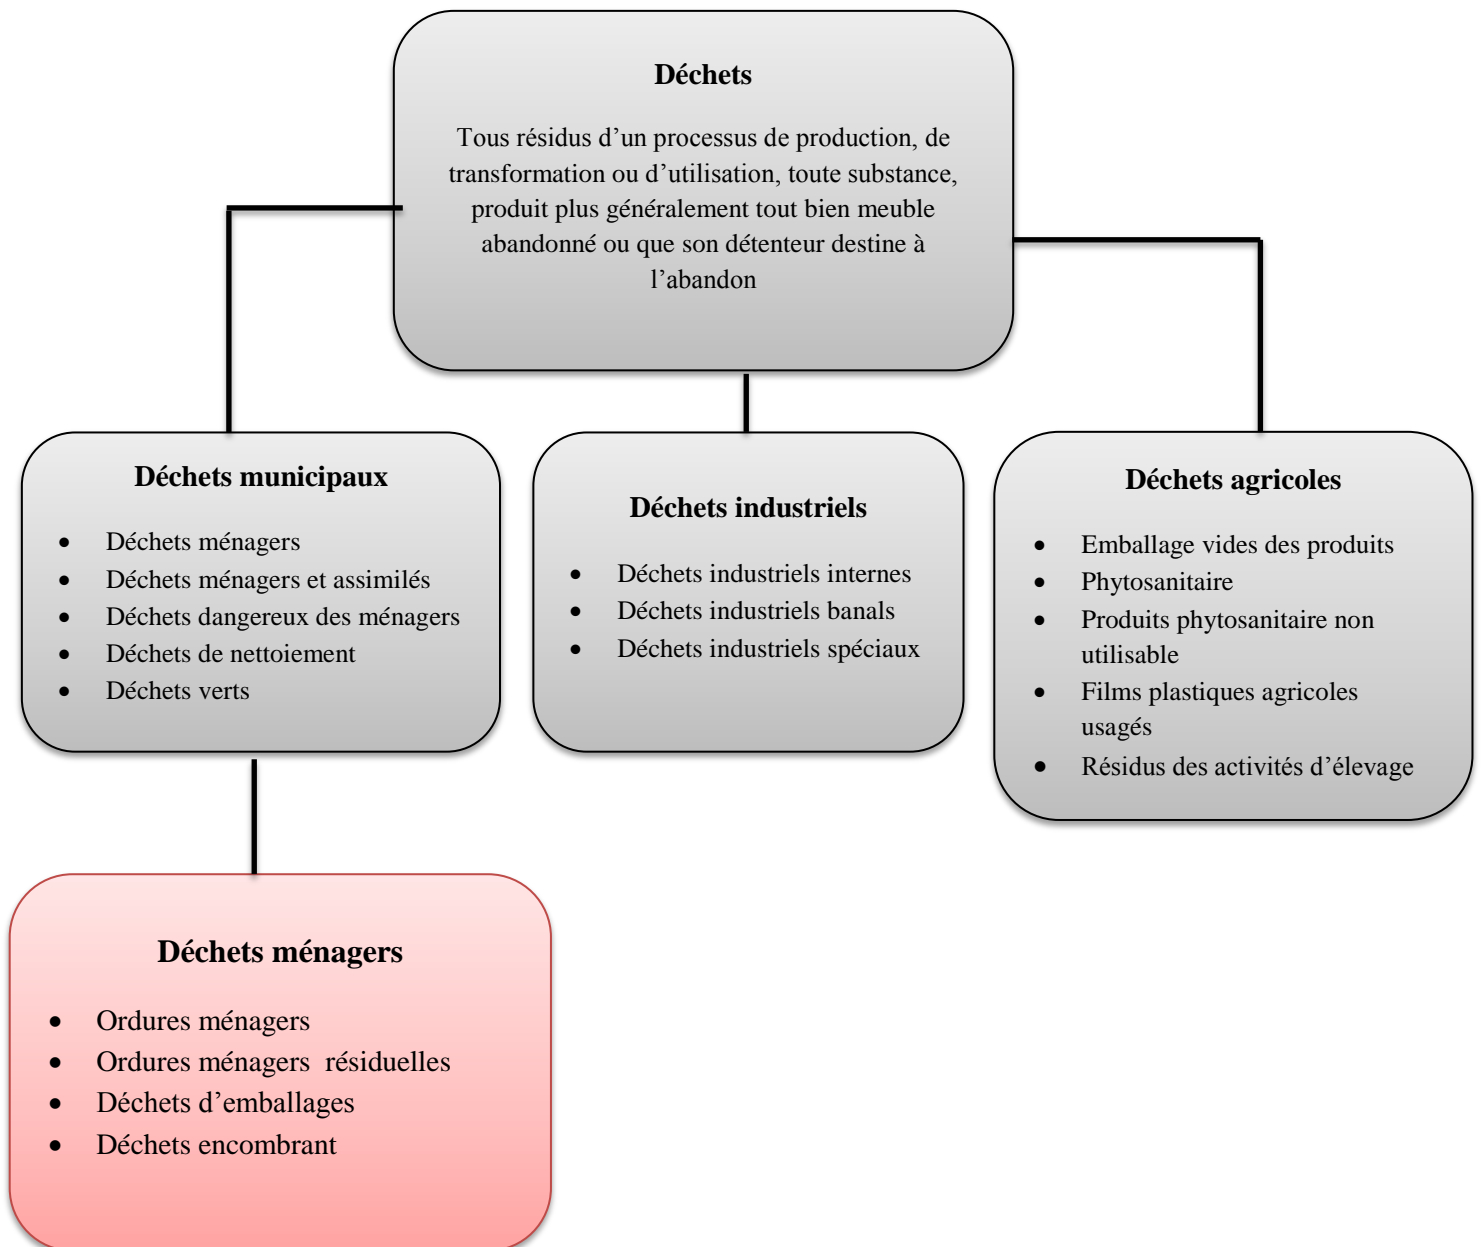 Déchets
Tous résidus d’un processus de production, de
transformation ou d’utilisation, toute substance,
produit plus généralement tout bien meuble
abandonné ou que son détenteur destine à
l’abandon
Déchets municipaux
• Déchets ménagers
• Déchets ménagers et assimilés
• Déchets dangereux des ménagers
• Déchets de nettoiement
• Déchets verts
Déchets industriels
• Déchets industriels internes
• Déchets industriels banals
• Déchets industriels spéciaux
Déchets agricoles
• Emballage vides des produits
• Phytosanitaire
• Produits phytosanitaire non
utilisable
• Films plastiques agricoles
usagés
• Résidus des activités d’élevage
Déchets ménagers
• Ordures ménagers
• Ordures ménagers  résiduelles
• Déchets d’emballages
• Déchets encombrant